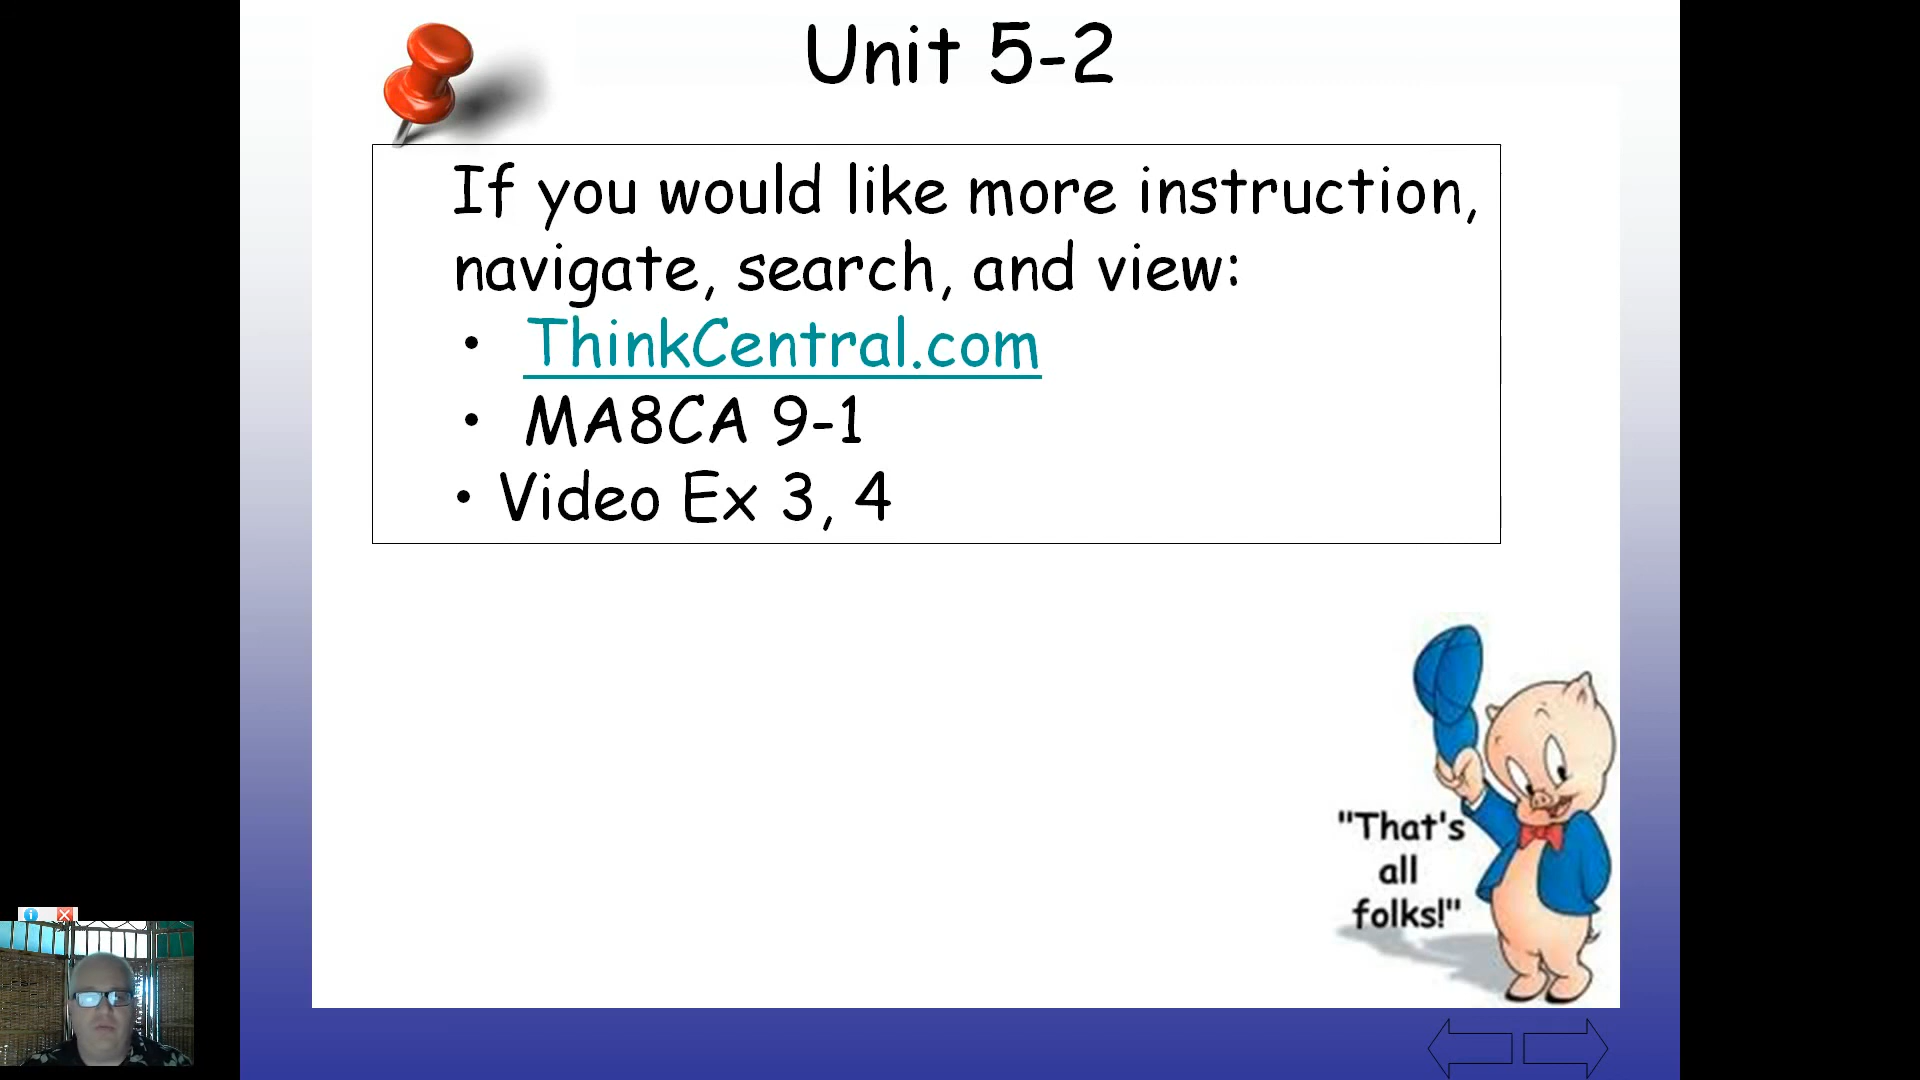 Unit 5-2
If you would like more instruction,
navigate, search, and view:
• ThinkCentral.com
• MA8CA 9-1
• Video Ex 3, 4
"That's
all
folks!"